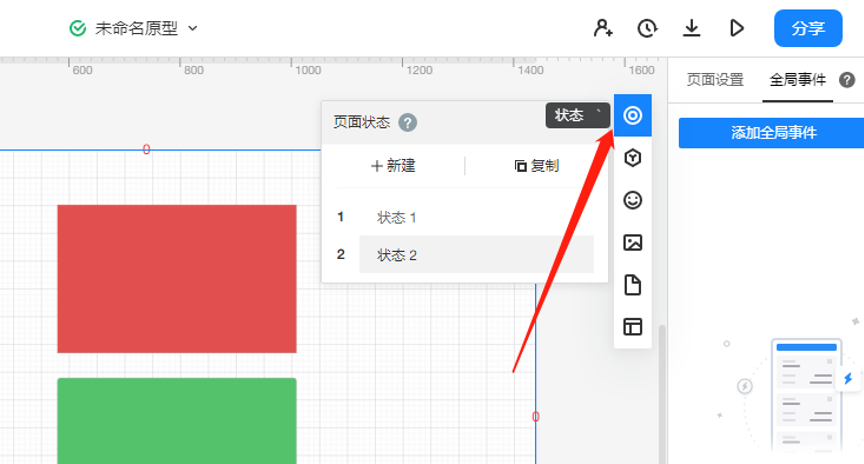 未命名原型
分享
600
800
1000
1200
1400
1600
页面设置
全局事件
?
添加全局事件
页面状态 ?
状态 `
新建
复制
0
1 状态 1
2 状态 2
0